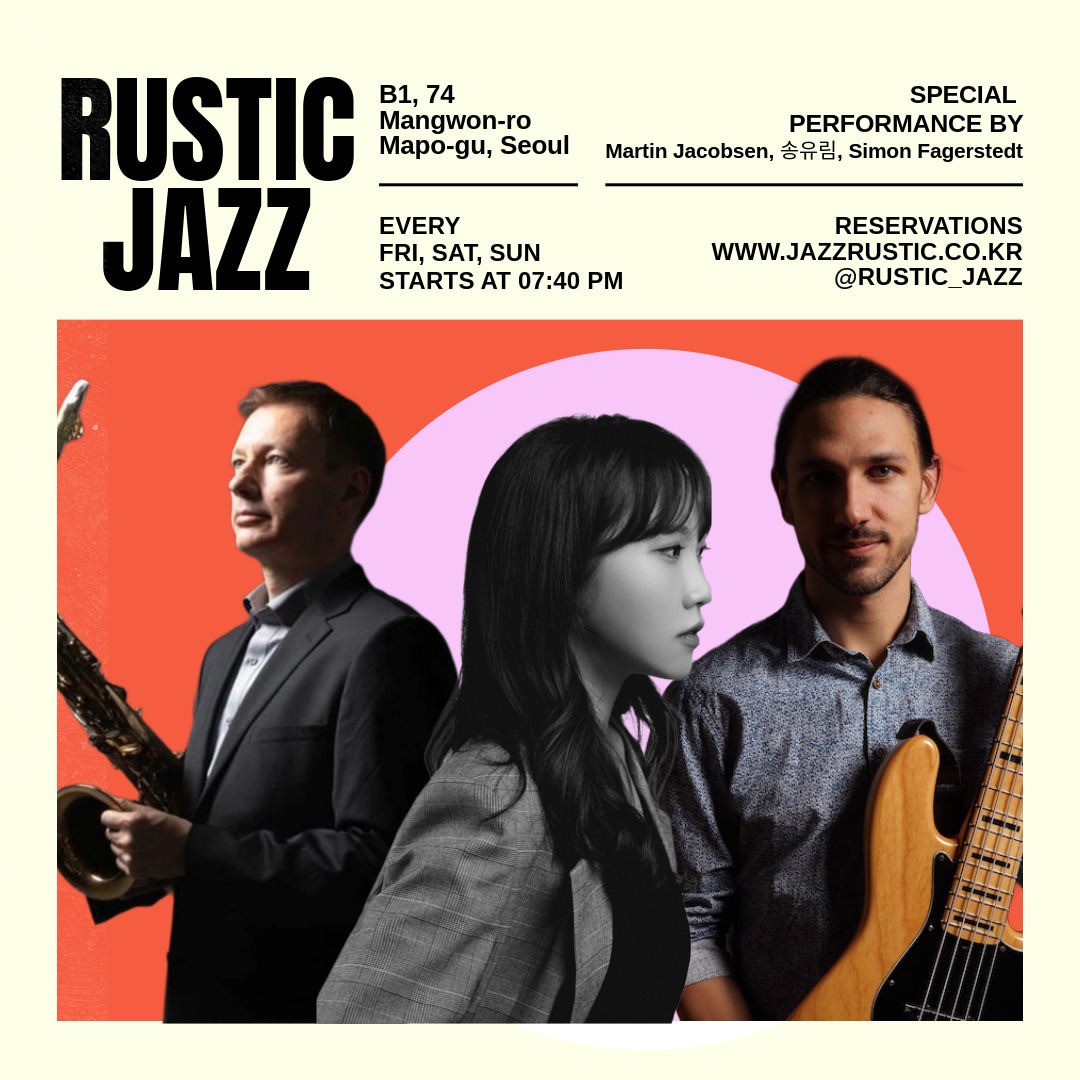 RUSTIC
JAZZ
B1, 74
Mangwon-ro
Mapo-gu, Seoul
EVERY
FRI, SAT, SUN
STARTS AT 07:40 PM
SPECIAL
PERFORMANCE BY
Martin Jacobsen, 송유림, Simon Fagerstedt
RESERVATIONS
WWW.JAZZRUSTIC.CO.KR
@RUSTIC_JAZZ